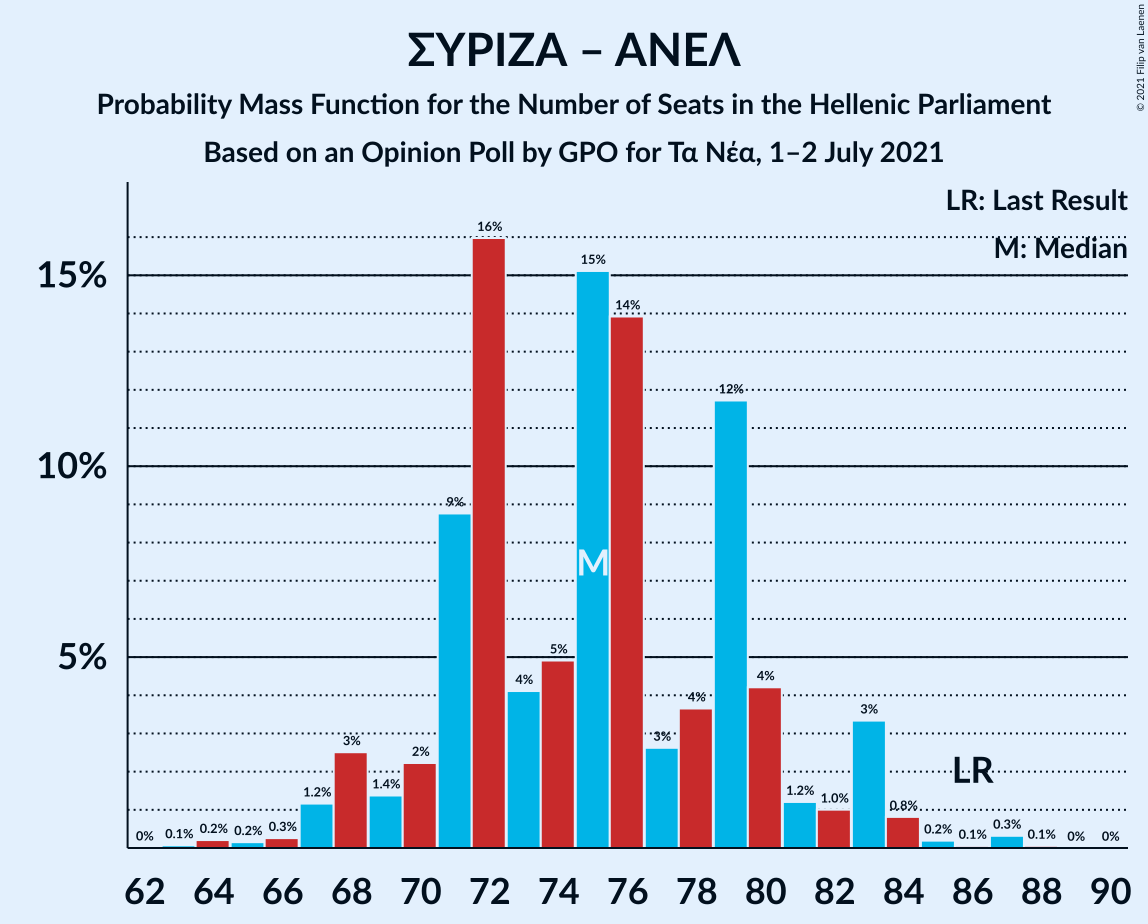 ΣΥΡΙΖΑ – ΑΝΕΛ
Probability Mass Function for the Number of Seats in the Hellenic Parliament
Based on an Opinion Poll by GPO for Τα Νέα, 1–2 July 2021
© 2021 Filip van Laenen
LR: Last Result
M: Median
15%
10%
5%
0% 0.1% 0.2% 0.2% 0.3% 1.2% 3% 1.4% 2% 9% 16% 4% 5% 15% 14% 3% 4% 12% 4% 1.2% 1.0% 3% 0.8% 0.2% 0.1% 0.3% 0.1% 0% 0%
M
LR
62 64 66 68 70 72 74 76 78 80 82 84 86 88 90